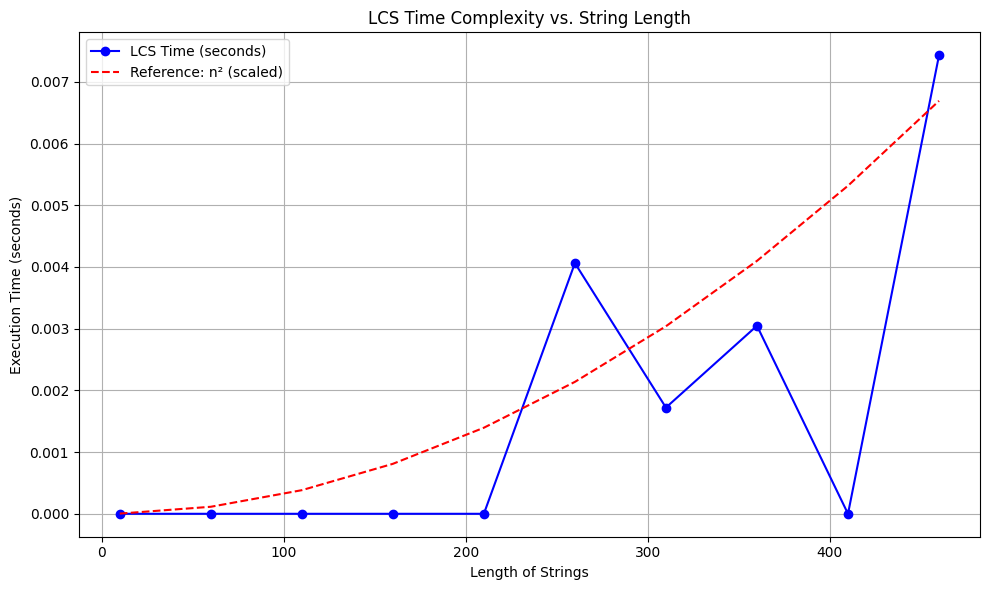 LCS Time Complexity vs. String Length
LCS Time (seconds)
Reference: n² (scaled)
Execution Time (seconds)
0.007
0.006
0.005
0.004
0.003
0.002
0.001
0.000
0 100 200 300 400
Length of Strings